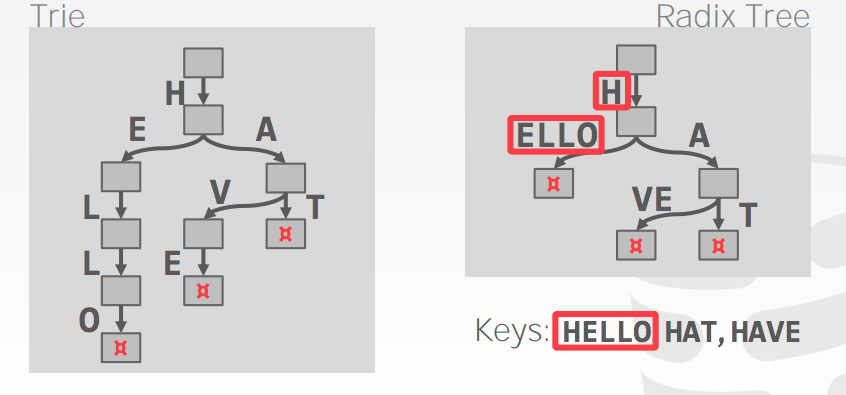 Trie
H
E
A
V
T
L
L
E
O
¤
¤
¤
Radix Tree
H
ELLO
A
¤
VE
T
¤
¤
Keys: HELLO HAT, HAVE